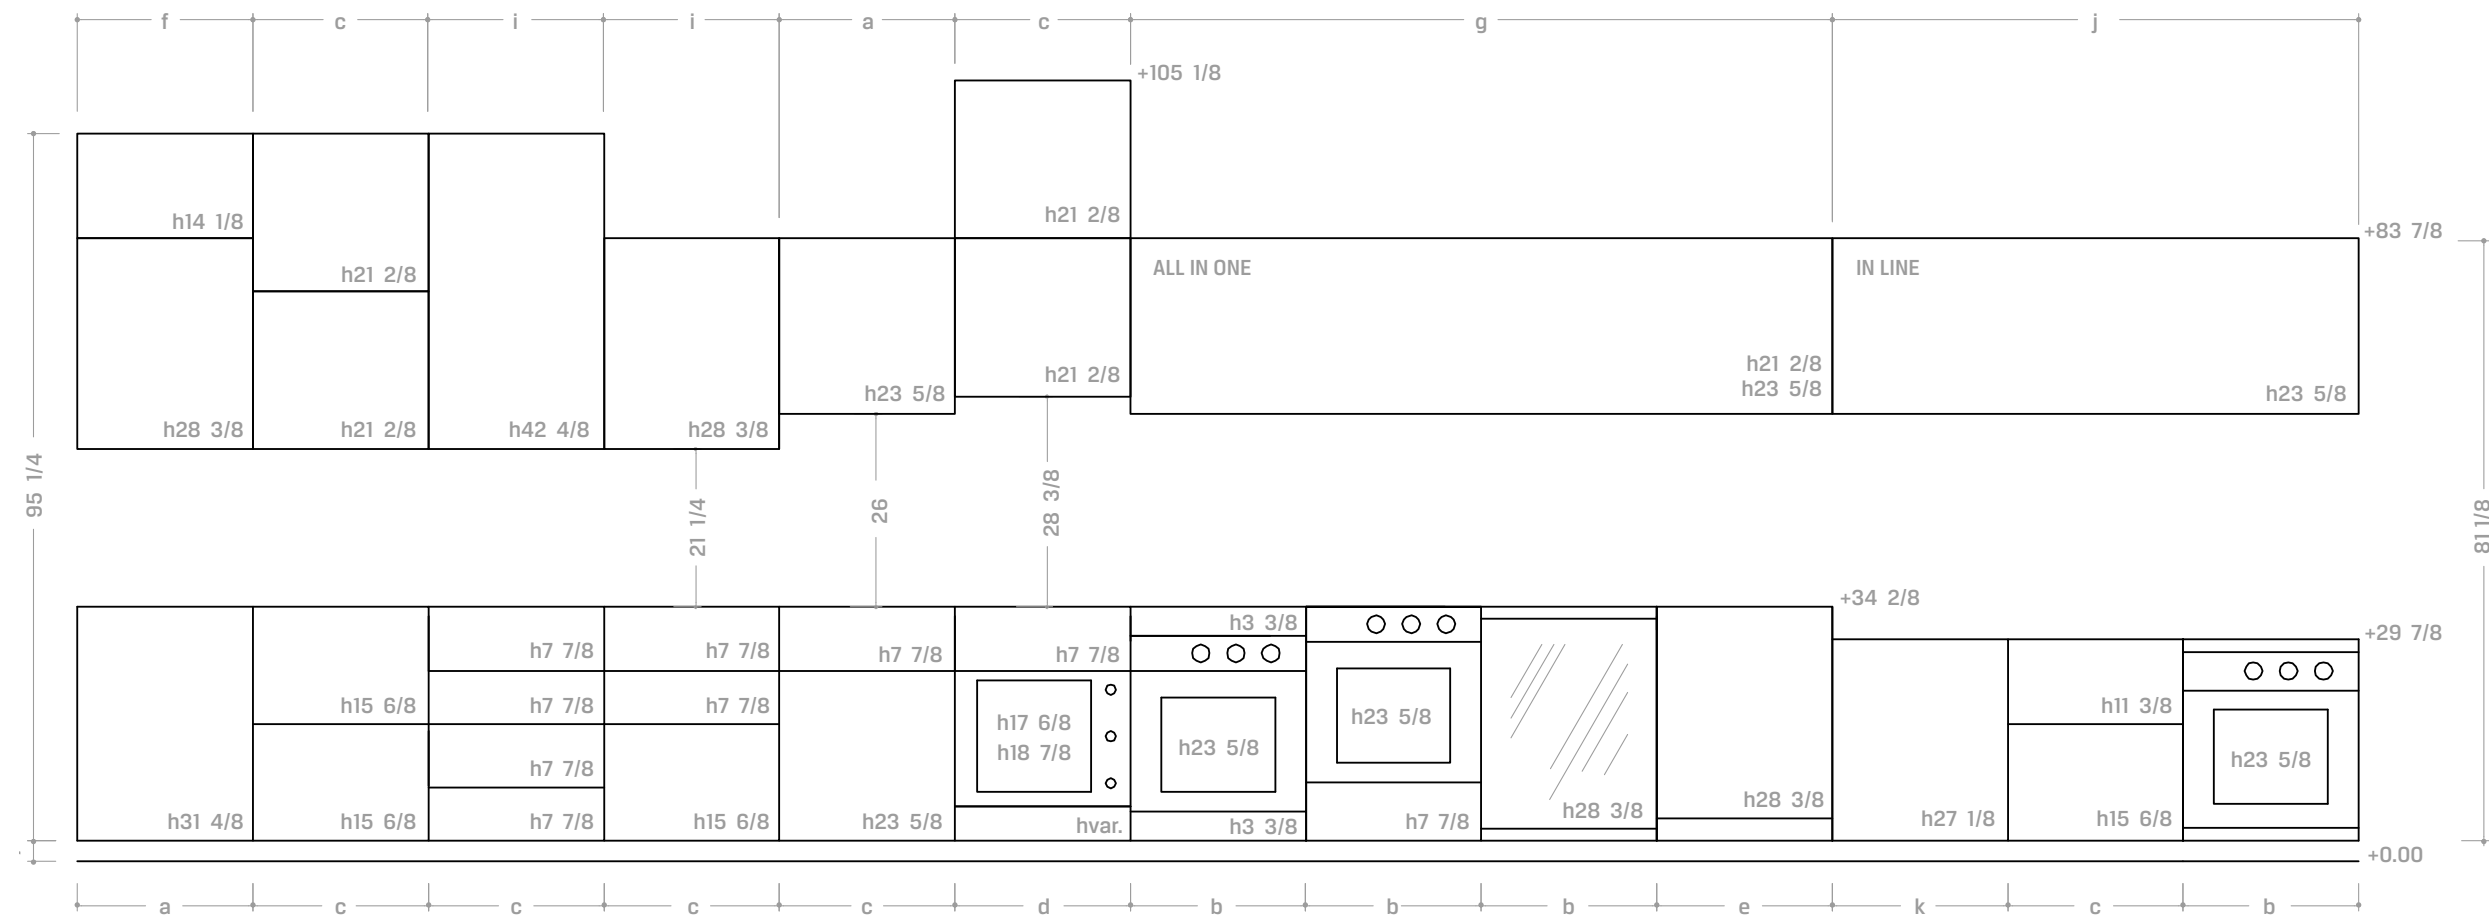 f c i i a c g j
+105 1/8
h14 1/8
h21 2/8
+83 7/8
ALL IN ONE
IN LINE
h21 2/8
h21 2/8
h21 2/8
h23 5/8
h23 5/8
h23 5/8
h28 3/8
h21 2/8
h42 4/8
h28 3/8
95 1/4
21 1/4
26
28 3/8
81 1/8
+34 2/8
h3 3/8
+29 7/8
h7 7/8
h7 7/8
h7 7/8
h7 7/8
h15 6/8
h7 7/8
h7 7/8
h17 6/8
h18 7/8
h23 5/8
h23 5/8
h11 3/8
h7 7/8
h23 5/8
h28 3/8
h28 3/8
h31 4/8
h15 6/8
h7 7/8
h15 6/8
h23 5/8
hvar.
h3 3/8
h7 7/8
h27 1/8
h15 6/8
+0.00
a c c c c d b b b e k c b